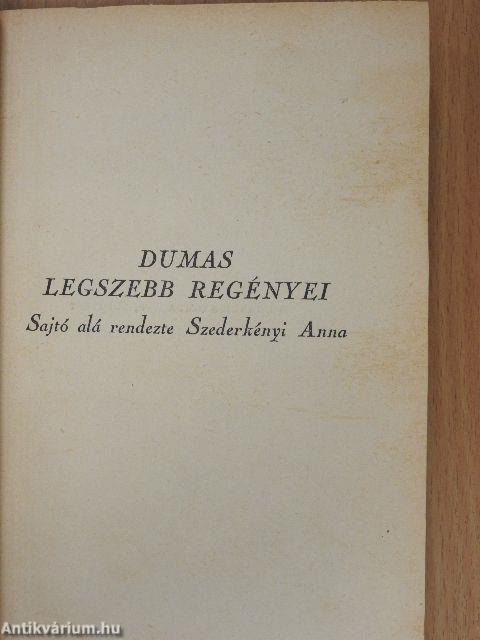 DUMAS
LEGSZEBB REGÉNYEI
Sajtó alá rendezte Szederkényi Anna
Antikvárium.hu